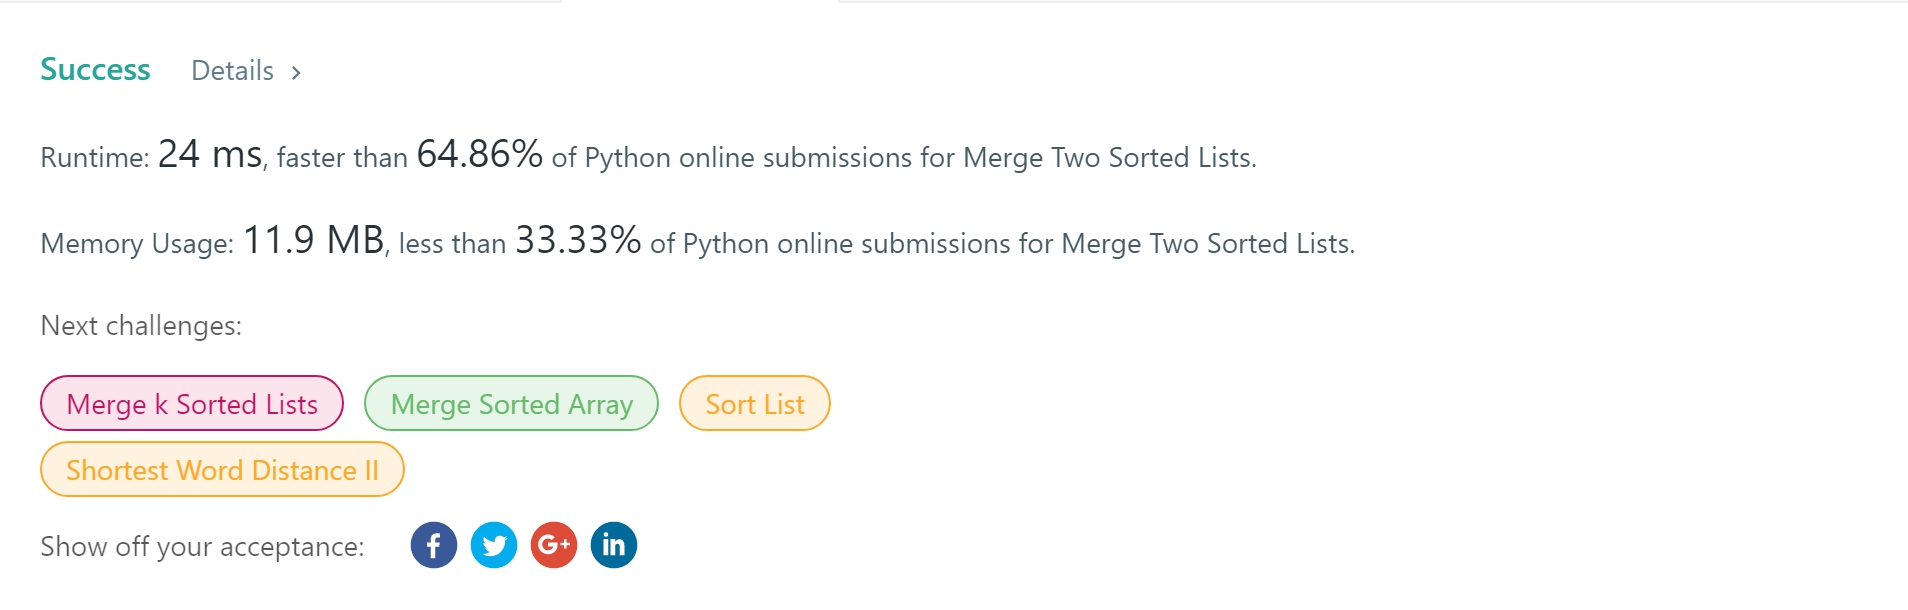 Success Details >
Runtime: 24 ms, faster than 64.86% of Python online submissions for Merge Two Sorted Lists.
Memory Usage: 11.9 MB, less than 33.33% of Python online submissions for Merge Two Sorted Lists.
Next challenges:
Merge k Sorted Lists Merge Sorted Array Sort List
Shortest Word Distance II
Show off your acceptance: f G+ in